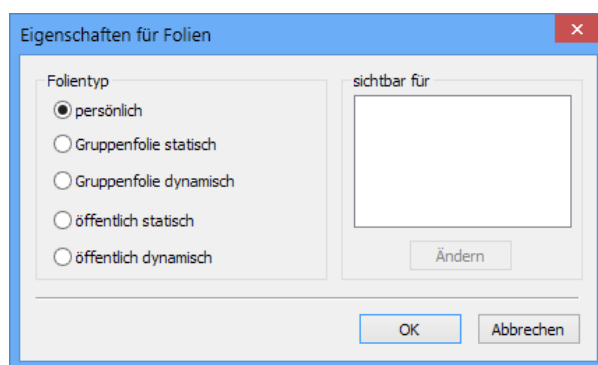 Eigenschaften für Folien
Folientyp
persönlich
Gruppenfolie statisch
Gruppenfolie dynamisch
öffentlich statisch
öffentlich dynamisch
sichtbar für
Ändern
OK
Abbrechen